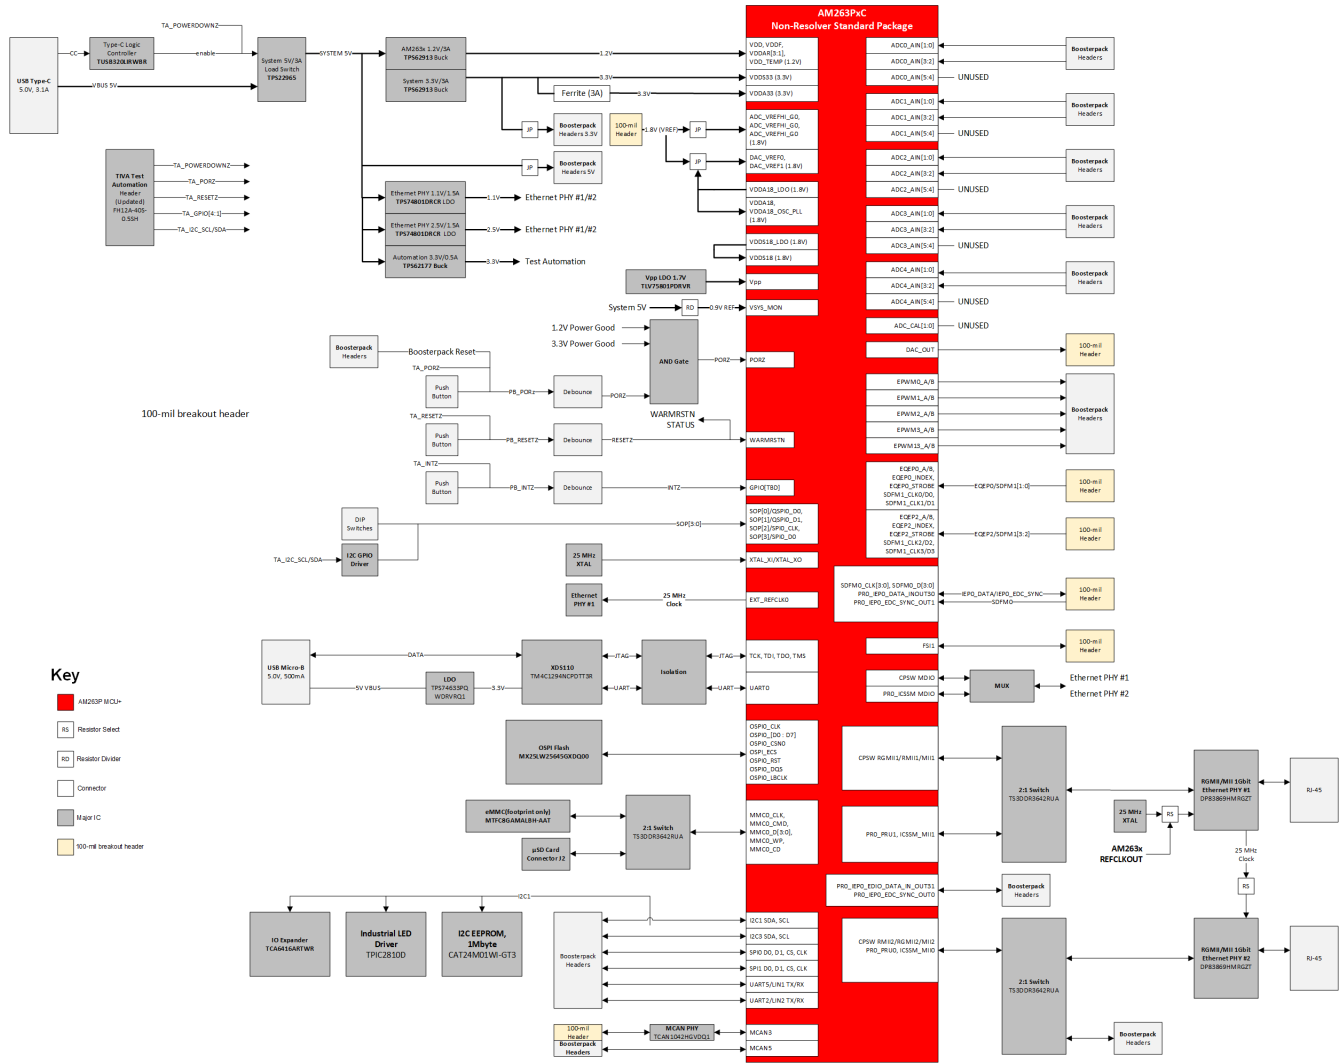 AM263PxC
Non-Resolver Standard Package
TA_POWERDOWNZ
USB Type-C
5.0V, 3.1A
CC
Type-C Logic
Controller
TUSB320LIRWBR
enable
VBUS 5V
System 5V/3A
Load Switch
TPS22965
SYSTEM 5V
AM263x 1.2V/3A
TPS62913 Buck
System 3.3V/3A
TPS62913 Buck
1.2V
3.3V
Ferrite (3A)
3.3V
VDD, VDDF,
VDDAR[3:1],
VDD_TEMP (1.2V)
VDDS33 (3.3V)
VDDA33 (3.3V)
JP
Boosterpack
Headers 3.3V
100-mil
Header
1.8V (VREF)
JP
ADC_VREFHI_G0,
ADC_VREFHI_G0,
ADC_VREFHI_G0
(1.8V)
JP
Boosterpack
Headers 5V
JP
DAC_VREF0,
DAC_VREF1 (1.8V)
VDDA18_LDO (1.8V)
VDDA18,
VDDA18_OSC_PLL
(1.8V)
VDDS18_LDO (1.8V)
VDDS18 (1.8V)
TIVA Test
Automation
Header
(Updated)
FH12A-40S-
0.5SH
TA_POWERDOWNZ
TA_PORZ
TA_RESETZ
TA_GPIO[4:1]
TA_I2C_SCL/SDA
Ethernet PHY 1.1V/1.5A
TPS74801DRCR LDO
1.1V
Ethernet PHY #1/#2
Ethernet PHY 2.5V/1.5A
TPS74801DRCR LDO
2.5V
Ethernet PHY #1/#2
Automation 3.3V/0.5A
TPS62177 Buck
3.3V
Test Automation
Vpp LDO 1.7V
TLV75801PDRVR
Vpp
System 5V
RD
0.9V REF
VSYS_MON
1.2V Power Good
3.3V Power Good
AND Gate
PORZ
PORZ
Boosterpack
Headers
Boosterpack Reset
TA_PORZ
Push
Button
PB_PORz
Debounce
PORZ
100-mil breakout header
WARMRSTN
STATUS
TA_RESETZ
Push
Button
PB_RESETZ
Debounce
RESETZ
WARMRSTN
TA_INTZ
Push
Button
PB_INTZ
Debounce
INTZ
GPIO[TBD]
DIP
Switches
SOP[3:0]
SOP[0]/QSPI0_D0,
SOP[1]/QSPI0_D1,
SOP[2]/SPI0_CLK,
SOP[3]/SPI0_D0
TA_I2C_SCL/SDA
I2C GPIO
Driver
25 MHz
XTAL
XTAL_XI/XTAL_XO
Ethernet
PHY #1
25 MHz
Clock
EXT_REFCLK0
USB Micro-B
5.0V, 500mA
DATA
5V VBUS
LDO
TPS74633PQ
WDRVRQ1
3.3V
XDS110
TM4C1294NCPDTT3R
JTAG
UART
Isolation
JTAG
UART
TCK, TDI, TDO, TMS
UART0
Key
AM263P MCU+
RS
Resistor Select
RD
Resistor Divider
Connector
Major IC
100-mil breakout header
OSPI Flash
MX25LW25645GXDQ00
OSPI0_CLK
OSPI0_[D0 : D7]
OSPI0_CSN0
OSPI_ECS
OSPI0_RST
OSPI0_DQS
OSPI0_LBCLK
eMMC(footprint only)
MTFC8GAMALBH-AAT
µSD Card
Connector J2
2:1 Switch
TS3DDR3642RUA
MMC0_CLK,
MMC0_CMD,
MMC0_D[3:0],
MMC0_WP,
MMC0_CD
I2C1
IO Expander
TCA6416ARTWR
Industrial LED
Driver
TPIC2810D
I2C EEPROM,
1Mbyte
CAT24M01WI-GT3
Boosterpack
Headers
I2C1 SDA, SCL
I2C3 SDA, SCL
SPI0 D0, D1, CS, CLK
SPI1 D0, D1, CS, CLK
UART5/LIN1 TX/RX
UART2/LIN2 TX/RX
100-mil
Header
MCAN PHY
TCAN1042HGVDQ1
MCAN3
Boosterpack
Headers
MCAN5
ADC0_AIN[1:0]
ADC0_AIN[3:2]
ADC0_AIN[5:4]
UNUSED
Boosterpack
Headers
ADC1_AIN[1:0]
ADC1_AIN[3:2]
ADC1_AIN[5:4]
UNUSED
Boosterpack
Headers
ADC2_AIN[1:0]
ADC2_AIN[3:2]
ADC2_AIN[5:4]
UNUSED
Boosterpack
Headers
ADC3_AIN[1:0]
ADC3_AIN[3:2]
ADC3_AIN[5:4]
UNUSED
Boosterpack
Headers
ADC4_AIN[1:0]
ADC4_AIN[3:2]
ADC4_AIN[5:4]
UNUSED
Boosterpack
Headers
ADC_CAL[1:0]
UNUSED
DAC_OUT
100-mil
Header
EPWM0_A/B
EPWM1_A/B
EPWM2_A/B
EPWM3_A/B
EPWM13_A/B
Boosterpack
Headers
EQEP0_A/B,
EQEP0_INDEX,
EQEP0_STROBE
SDFM1_CLK0/D0,
SDFM1_CLK1/D1
EQEP0/SDFM1[1:0]
100-mil
Header
EQEP2_A/B,
EQEP2_INDEX,
EQEP2_STROBE
SDFM1_CLK2/D2,
SDFM1_CLK3/D3
EQEP2/SDFM1[3:2]
100-mil
Header
SDFM0_CLK[3:0], SDFM0_D[3:0]
PR0_IEP0_DATA_INOUT30
PR0_IEP0_EDC_SYNC_OUT1
IEP0_DATA/IEP0_EDC_SYNC
SDFM0
100-mil
Header
FSI1
100-mil
Header
CPSW MDIO
PR0_ICSSM MDIO
MUX
Ethernet PHY #1
Ethernet PHY #2
CPSW RGMII1/RMII1/MII1
PR0_PRU1, ICSSM_MII1
2:1 Switch
TS3DDR3642RUA
25 MHz
XTAL
RS
AM263x
REFCLKOUT
RGMII/MII 1Gbit
Ethernet PHY #1
DP83869HMRGZT
RJ-45
25 MHz
Clock
RS
PR0_IEP0_EDIO_DATA_IN_OUT31
PR0_IEP0_EDC_SYNC_OUT0
Boosterpack
Headers
CPSW RMII2/RGMII2/MII2
PR0_PRU0, ICSSM_MII0
2:1 Switch
TS3DDR3642RUA
RGMII/MII 1Gbit
Ethernet PHY #2
DP83869HMRGZT
RJ-45
Boosterpack
Headers